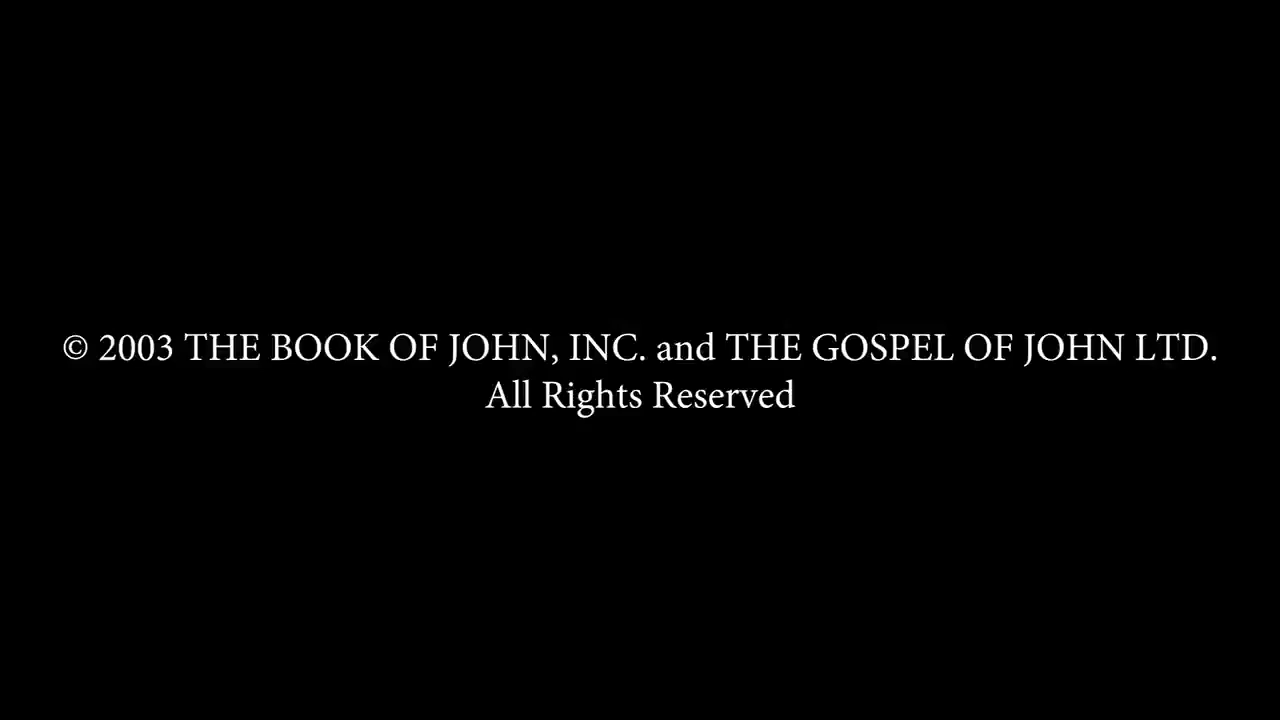 © 2003 THE BOOK OF JOHN, INC. and THE GOSPEL OF JOHN LTD.
All Rights Reserved